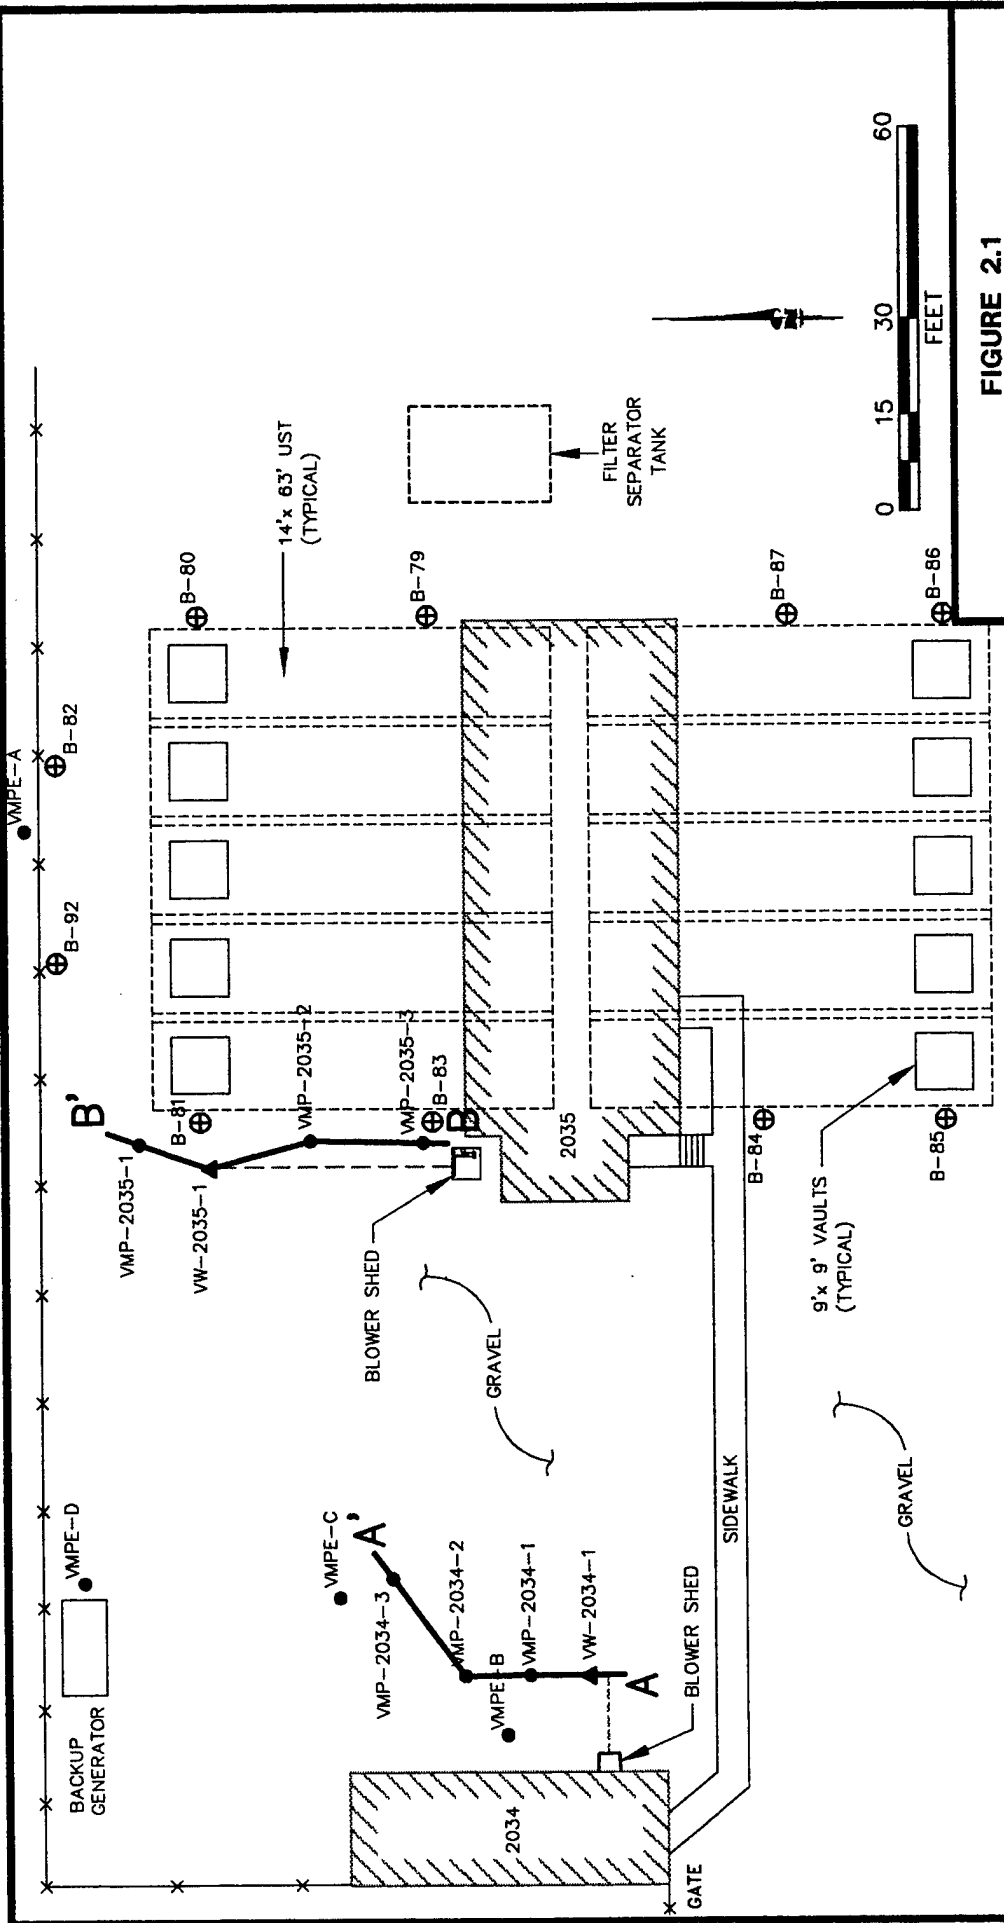 BACKUP
GENERATOR
VMPE-D
VMPE-A
B-92
B-82
B'
VMP-2035-1
VW-2035-1
B-81
VMP-2035-2
VMP-2035-3
B-83
B
B-80
14'x 63' UST
(TYPICAL)
B-79
VMPE-C
A'
VMP-2034-3
VMP-2034-2
VMPE-B
VMP-2034-1
VW-2034-1
A
BLOWER SHED
GRAVEL
2034
GATE
BLOWER SHED
SIDEWALK
2035
FILTER
SEPARATOR
TANK
B-84
B-87
B-85
B-86
9'x 9' VAULTS
(TYPICAL)
GRAVEL
0 15 30 60
FEET
FIGURE 2.1